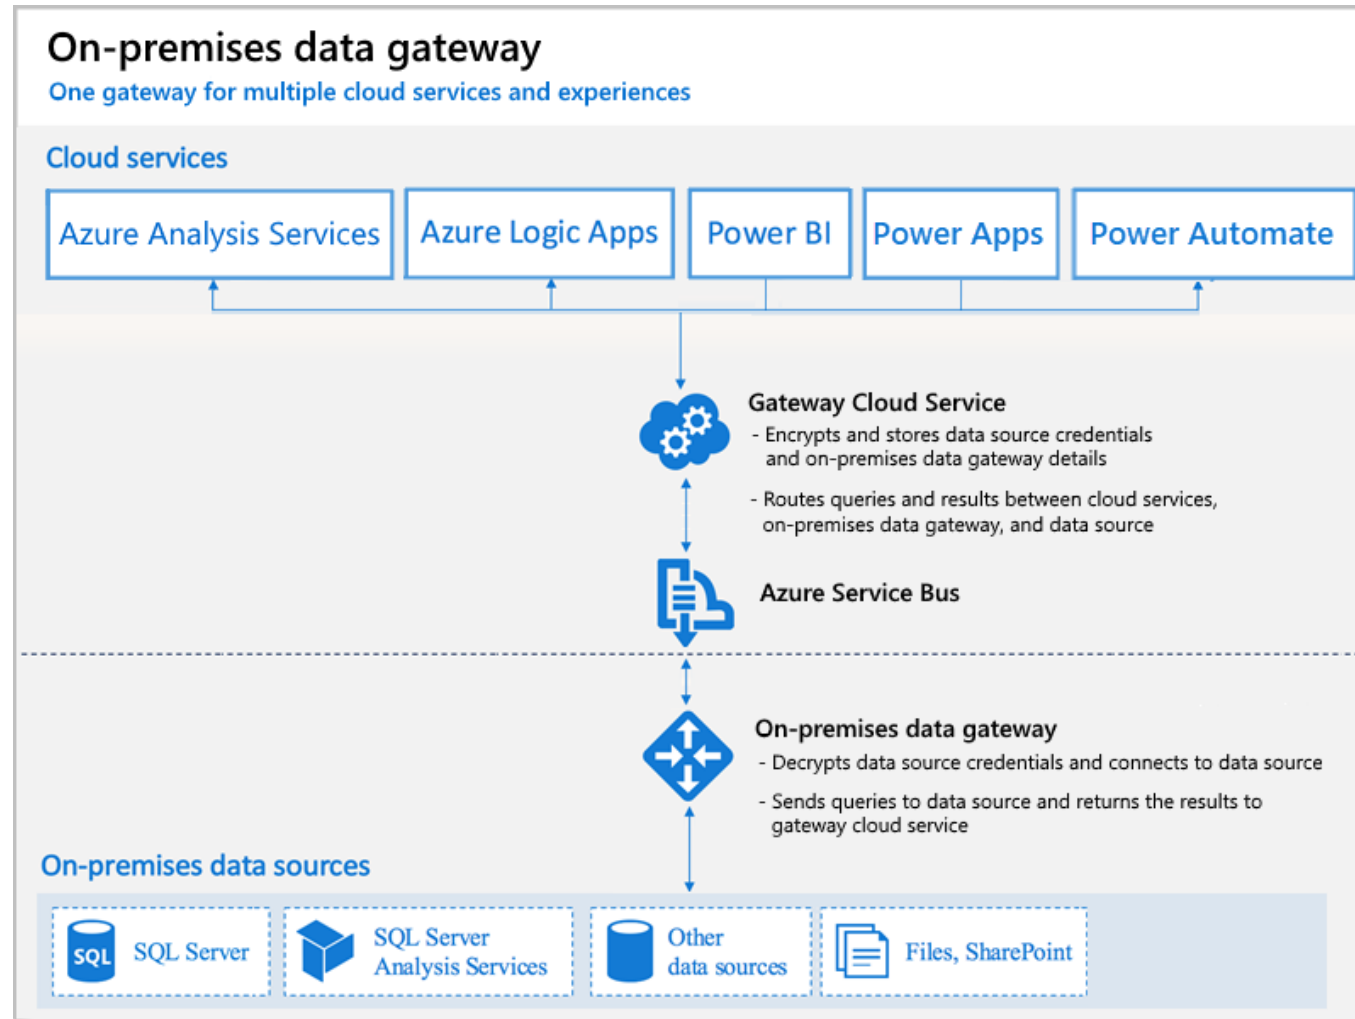 On-premises data gateway
One gateway for multiple cloud services and experiences
Cloud services
Azure Analysis Services
Azure Logic Apps
Power BI
Power Apps
Power Automate
Gateway Cloud Service
- Encrypts and stores data source credentials
and on-premises data gateway details
- Routes queries and results between cloud services,
on-premises data gateway, and data source
Azure Service Bus
On-premises data gateway
- Decrypts data source credentials and connects to data source
- Sends queries to data source and returns the results to
gateway cloud service
On-premises data sources
SQL
SQL Server
SQL Server
Analysis Services
Other
data sources
Files, SharePoint